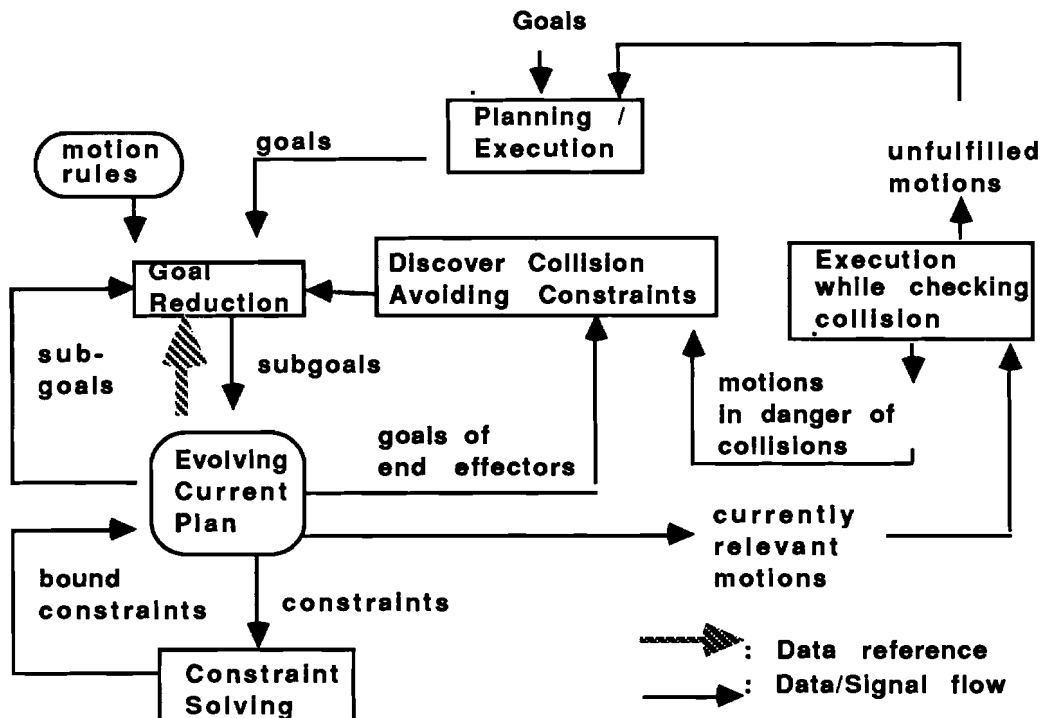 Goals
Planning /
Execution
goals
motion
rules
unfulfilled
motions
Goal
Reduction
Discover Collision
Avoiding Constraints
Execution
while checking
collision
sub-
goals
subgoals
motions
in danger of
collisions
goals of
end effectors
Evolving
Current
Plan
currently
relevant
motions
bound
constraints
constraints
Constraint
Solving
: Data reference
: Data/Signal flow